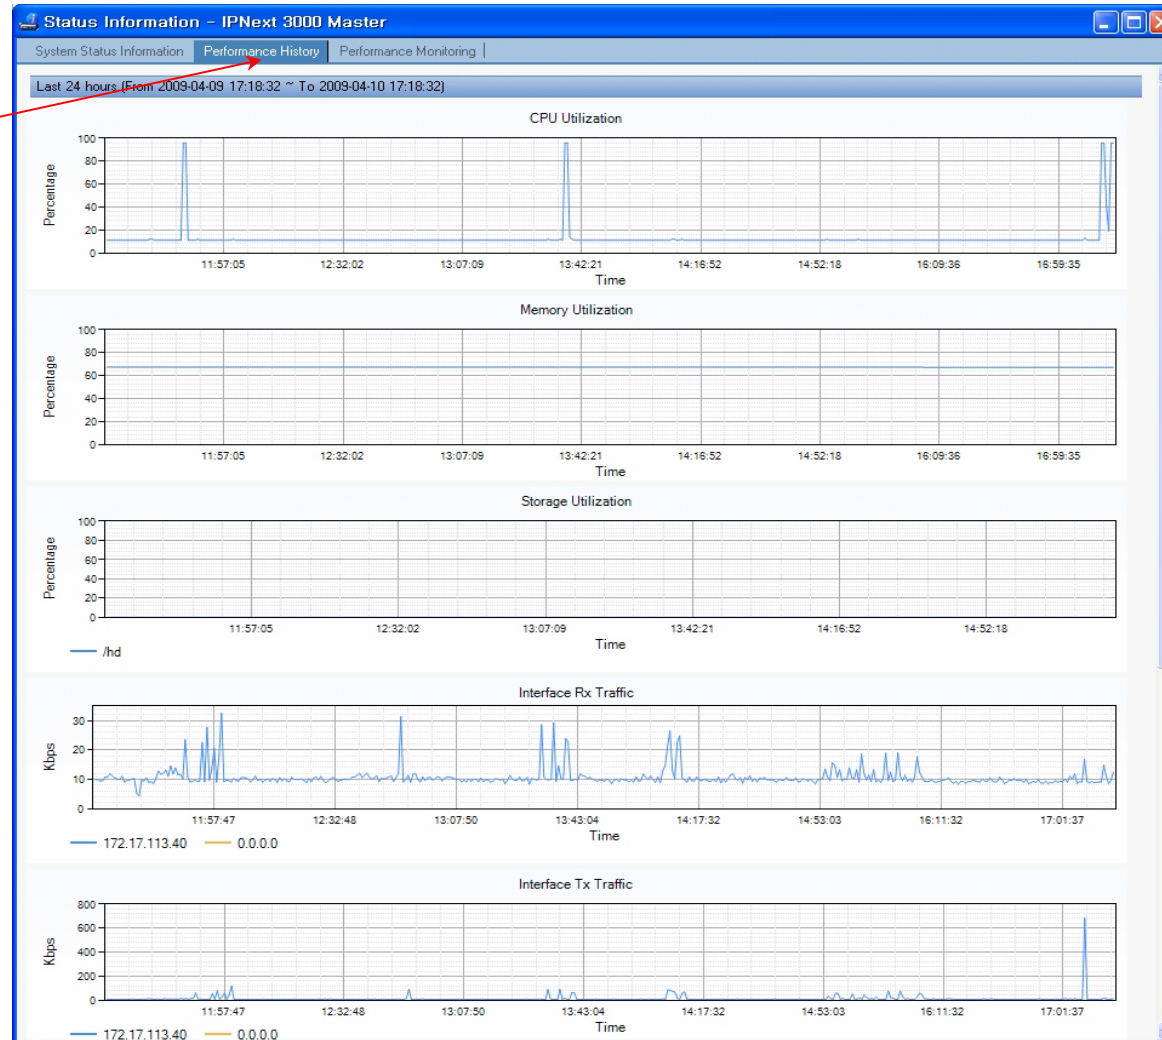 Status Information - IPNext 3000 Master
System Status Information Performance History Performance Monitoring
Last 24 hours (From 2009-04-09 17:18:32 ~ To 2009-04-10 17:18:32)
CPU Utilization
Percentage
100
80
60
40
20
0
11:57:05 12:32:02 13:07:09 13:42:21 14:16:52 14:52:18 16:09:36 16:59:35
Time
Memory Utilization
Percentage
100
80
60
40
20
0
11:57:05 12:32:02 13:07:09 13:42:21 14:16:52 14:52:18 16:09:36 16:59:35
Time
Storage Utilization
Percentage
100
80
60
40
20
0
11:57:05 12:32:02 13:07:09 13:42:21 14:16:52 14:52:18
Time
/hd
Interface Rx Traffic
Kbps
30
20
10
0
11:57:47 12:32:48 13:07:50 13:43:04 14:17:32 14:53:03 16:11:32 17:01:37
Time
172.17.113.40 0.0.0.0
Interface Tx Traffic
Kbps
800
600
400
200
0
11:57:47 12:32:48 13:07:50 13:43:04 14:17:32 14:53:03 16:11:32 17:01:37
Time
172.17.113.40 0.0.0.0